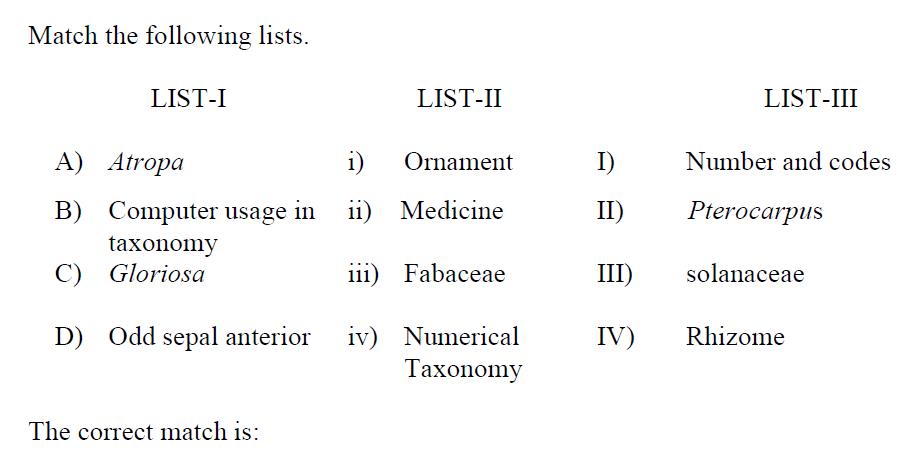 Match the following lists.
LIST-I LIST-II LIST-III
A) Atropa i) Ornament I) Number and codes
B) Computer usage in ii) Medicine II) Pterocarpus
taxonomy
C) Gloriosa iii) Fabaceae III) solanaceae
D) Odd sepal anterior iv) Numerical IV) Rhizome
Taxonomy
The correct match is: